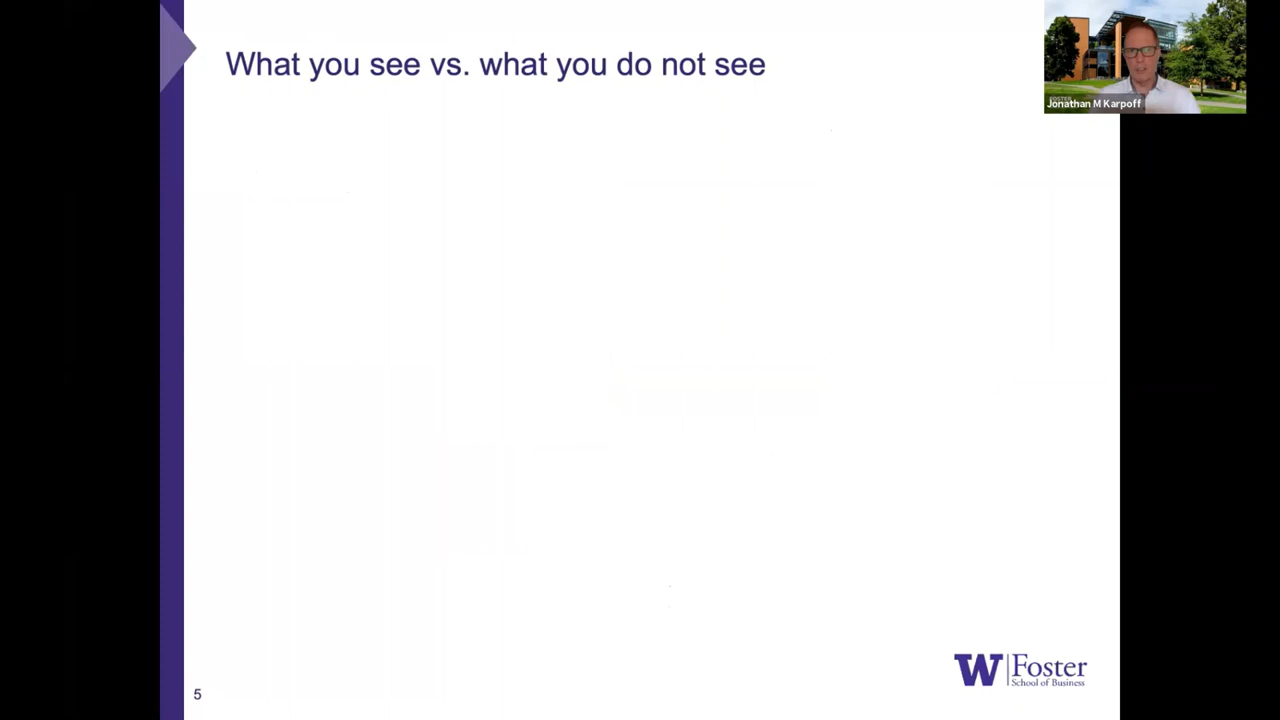 What you see vs. what you do not see
Jonathan M Karpoff
W Foster
School of Business
5